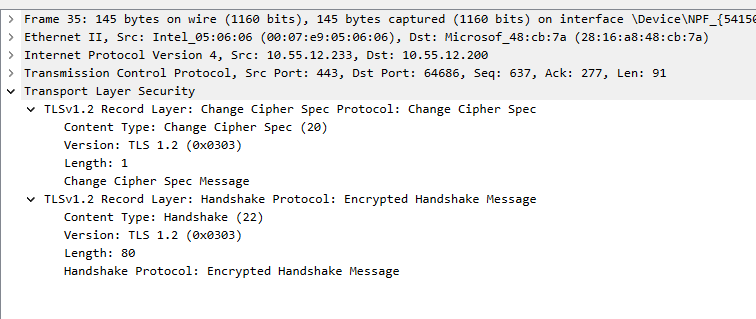 Frame 35: 145 bytes on wire (1160 bits), 145 bytes captured (1160 bits) on interface \Device\NPF_{5415
Ethernet II, Src: Intel_05:06:06 (00:07:e9:05:06:06), Dst: Microsof_48:cb:7a (28:16:a8:48:cb:7a)
Internet Protocol Version 4, Src: 10.55.12.233, Dst: 10.55.12.200
Transmission Control Protocol, Src Port: 443, Dst Port: 64686, Seq: 637, Ack: 277, Len: 91
Transport Layer Security
TLSv1.2 Record Layer: Change Cipher Spec Protocol: Change Cipher Spec
Content Type: Change Cipher Spec (20)
Version: TLS 1.2 (0x0303)
Length: 1
Change Cipher Spec Message
TLSv1.2 Record Layer: Handshake Protocol: Encrypted Handshake Message
Content Type: Handshake (22)
Version: TLS 1.2 (0x0303)
Length: 80
Handshake Protocol: Encrypted Handshake Message